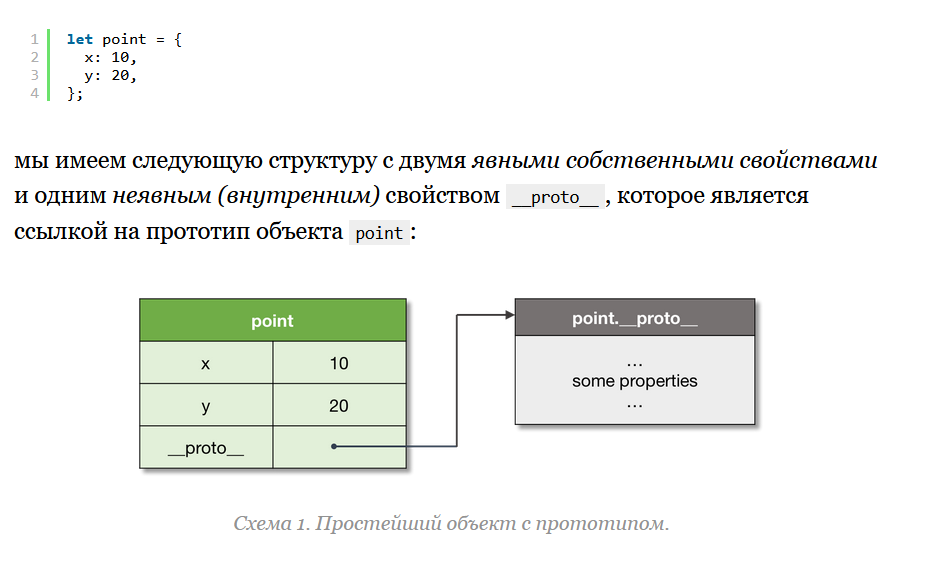 1 let point = {
2 x: 10,
3 y: 20,
4 };
мы имеем следующую структуру с двумя явными собственными свойствами
и одним неявным (внутренним) свойством __proto__, которое является
ссылкой на прототип объекта point:
point
x 10
y 20
__proto__
point.__proto__
...
some properties
...
Схема 1. Простейший объект с прототипом.